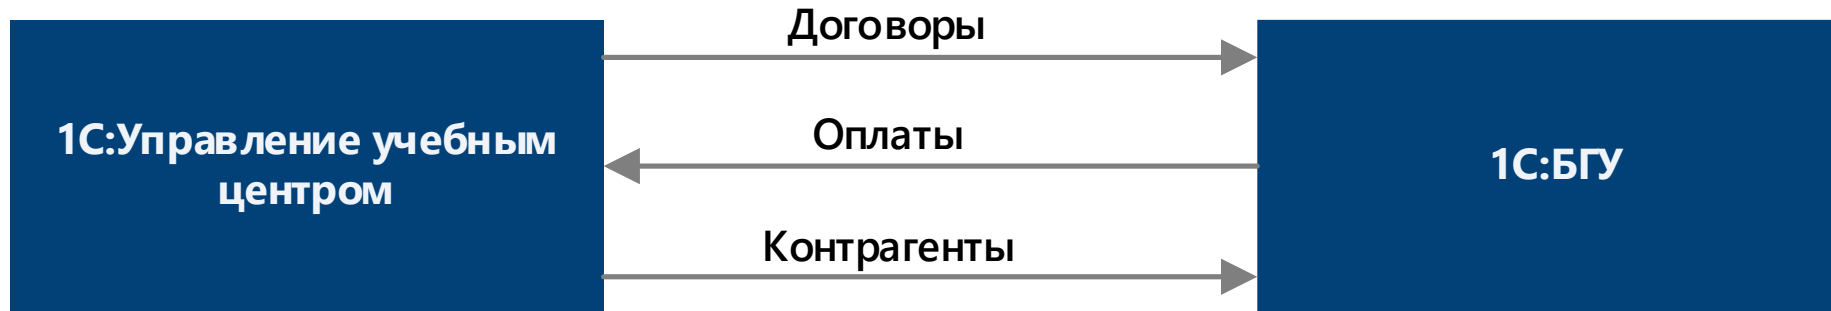 Договоры
1С:Управление учебным
центром
Оплаты
1С:БГУ
Контрагенты